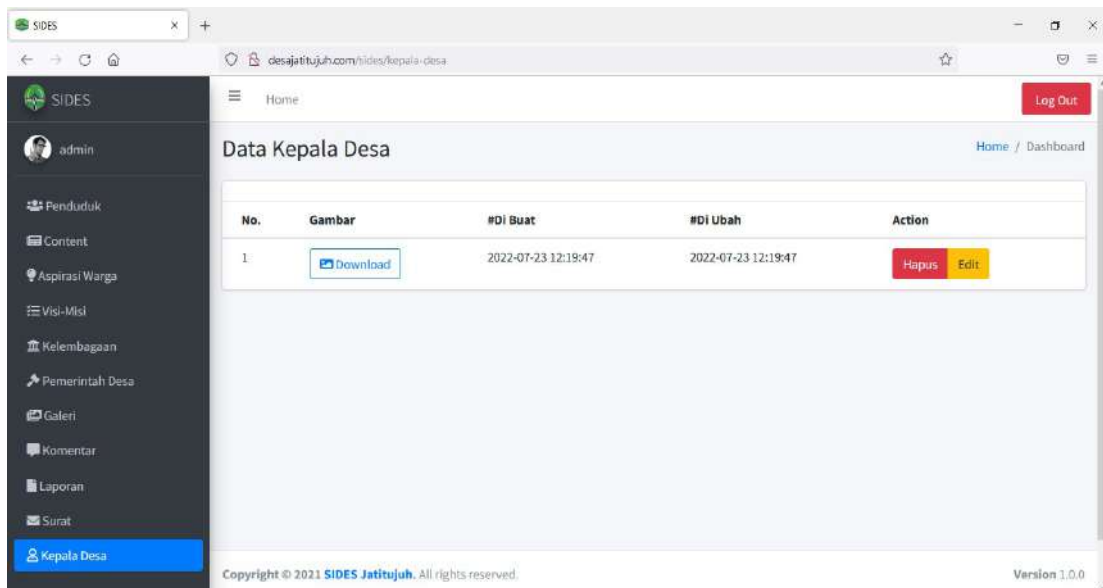 SIDES
desajatitujuh.com/sides/kepala-desa
SIDES
Home
Log Out
admin
Data Kepala Desa
Home / Dashboard
Penduduk
Content
Aspirasi Warga
Visi-Misi
Kelembagaan
Pemerintah Desa
Galeri
Komentar
Laporan
Surat
Kepala Desa
No. Gambar #Di Buat #Di Ubah Action
1 Download 2022-07-23 12:19:47 2022-07-23 12:19:47 Hapus Edit
Copyright © 2021 SIDES Jatitujuh. All rights reserved.
Version 1.0.0